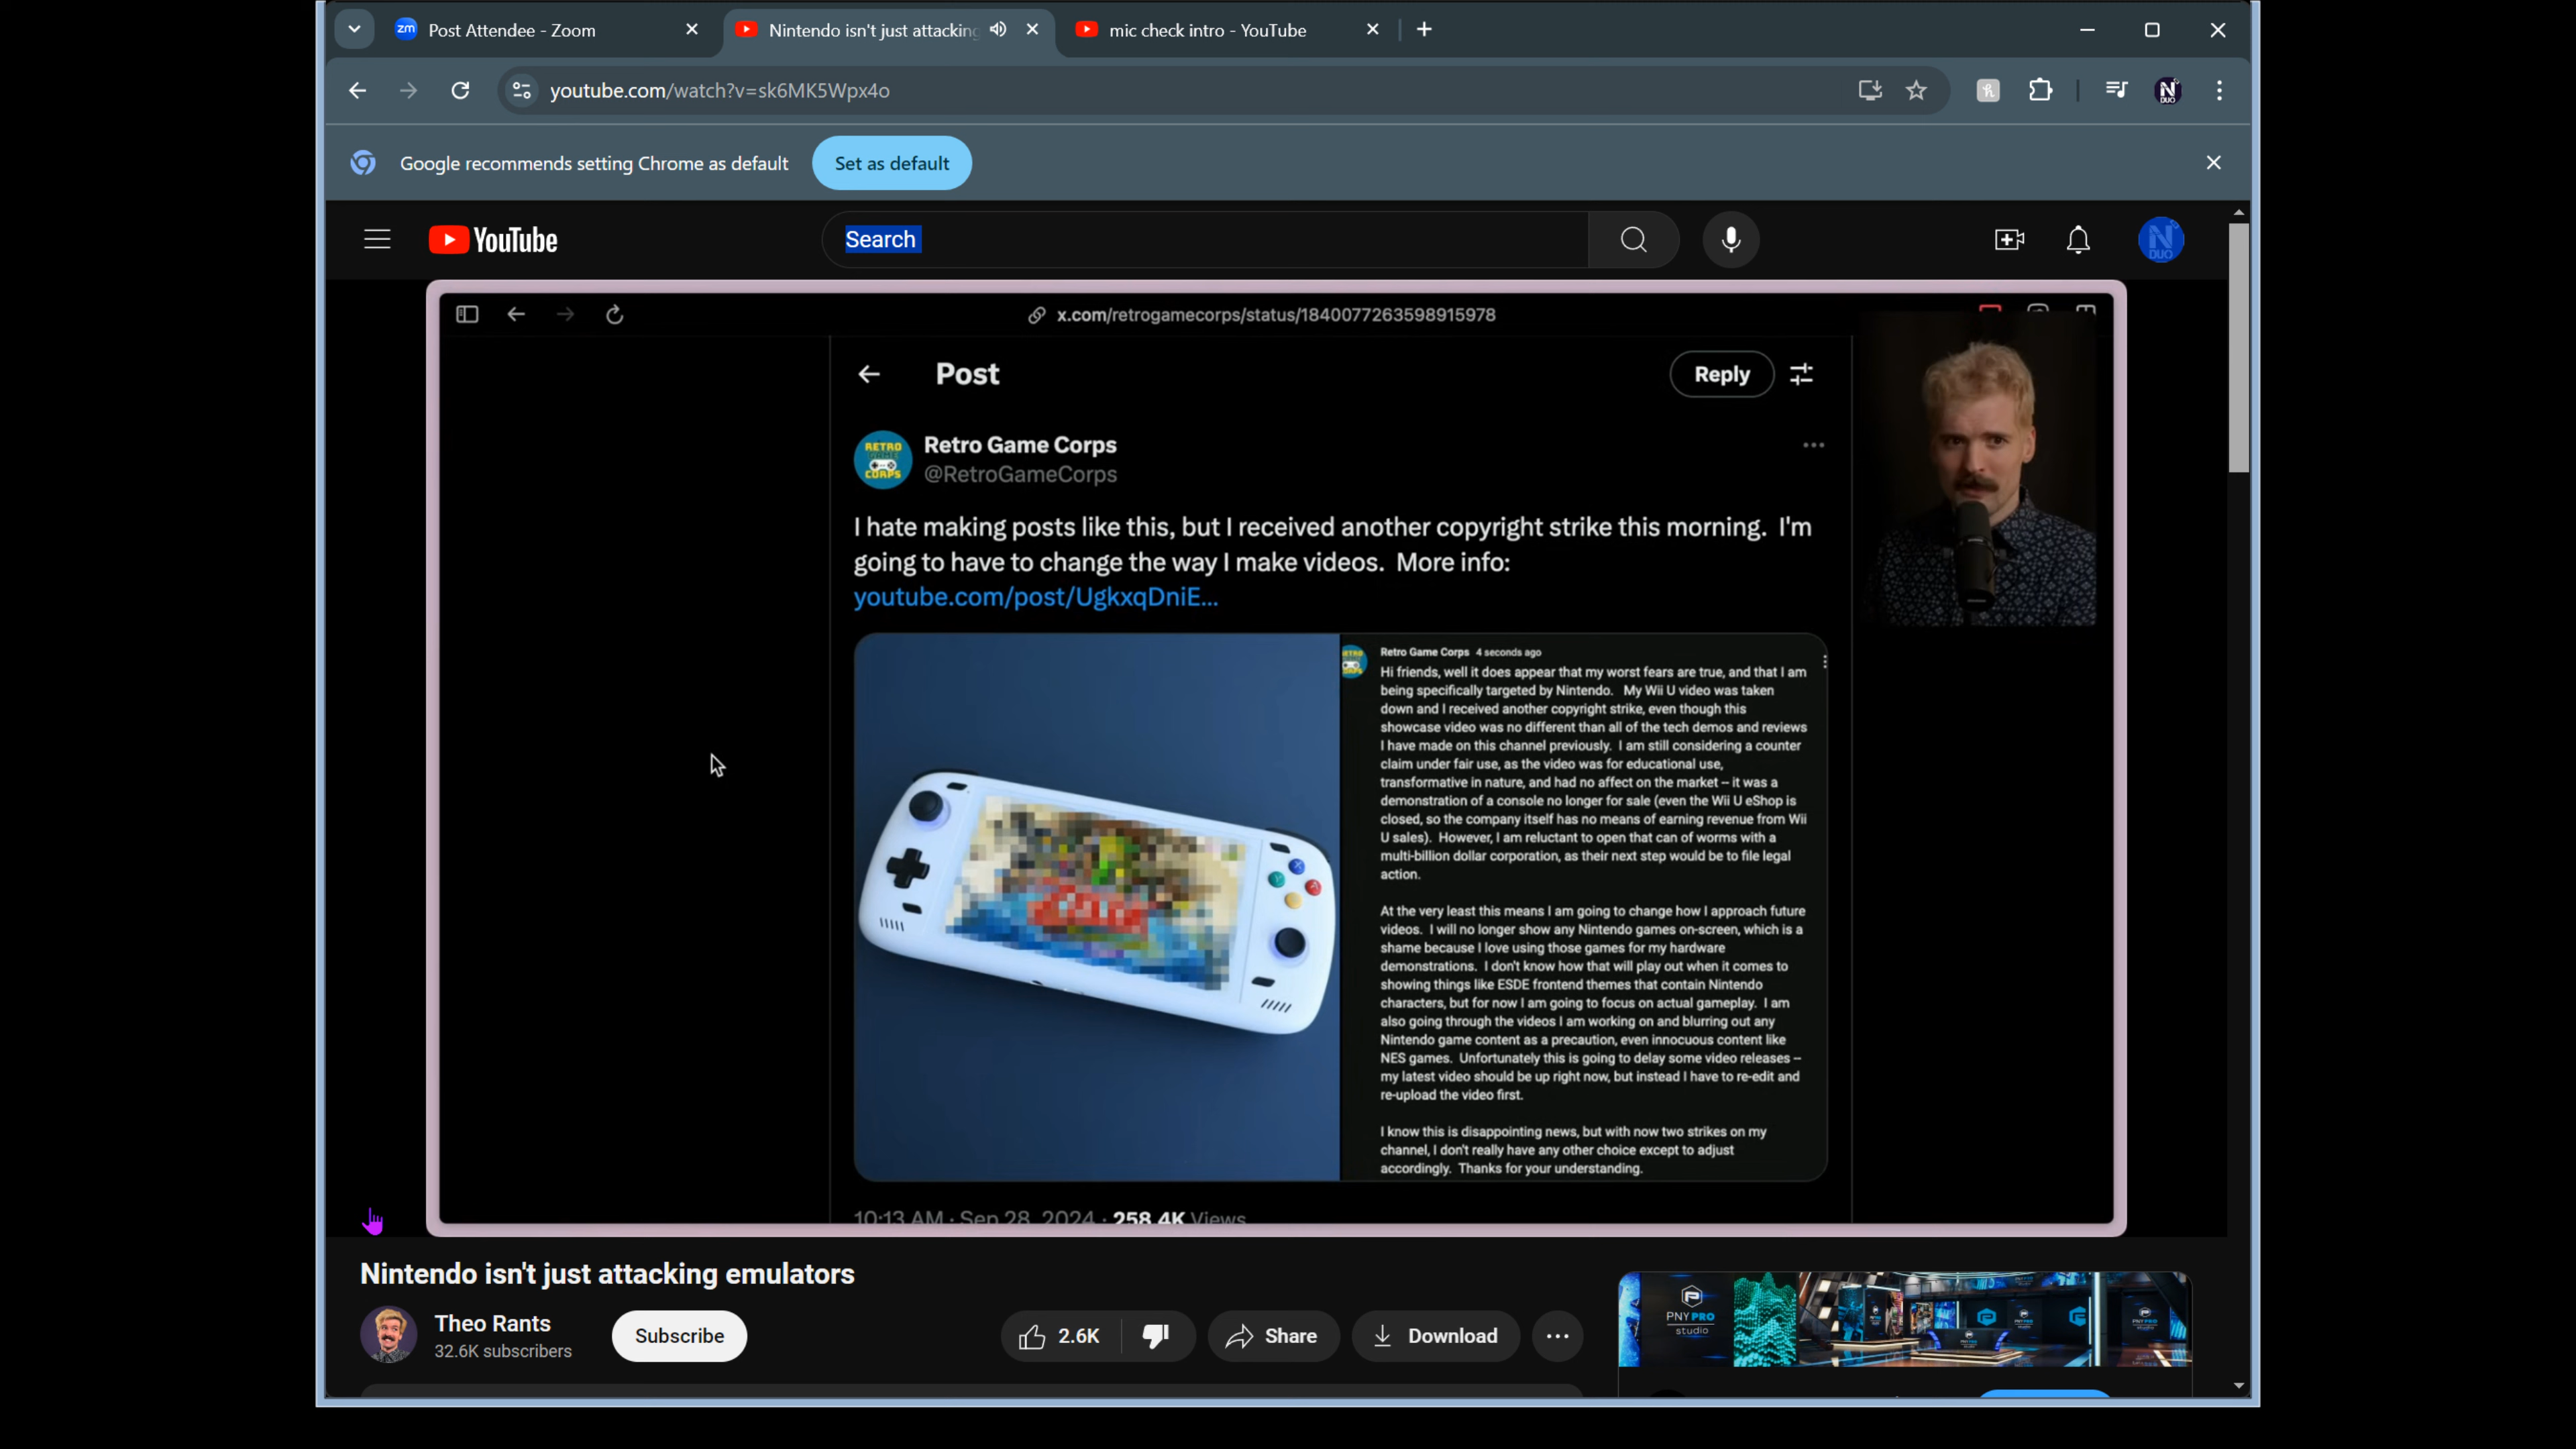 Post Attendee - Zoom
Nintendo isn't just attacking
mic check intro - YouTube
youtube.com/watch?v=sk6MK5Wpx4o
Google recommends setting Chrome as default
Set as default
YouTube
Search
N DUO
x.com/retrogamecorps/status/1840077263598915978
Post
Reply
RETRO GAME CORPS
Retro Game Corps
@RetroGameCorps
I hate making posts like this, but I received another copyright strike this morning. I'm
going to have to change the way I make videos. More info:
youtube.com/post/UgkxqDniE...
Retro Game Corps 4 seconds ago
Hi friends, well it does appear that my worst fears are true, and that I am
being specifically targeted by Nintendo. My Wii U video was taken
down and I received another copyright strike, even though this
showcase video was no different than all of the tech demos and reviews
I have made on this channel previously. I am still considering a counter
claim under fair use, as the video was for educational use,
transformative in nature, and had no affect on the market -- it was a
demonstration of a console no longer for sale (even the Wii U eShop is
closed, so the company itself has no means of earning revenue from Wii
U sales). However, I am reluctant to open that can of worms with a
multi-billion dollar corporation, as their next step would be to file legal
action.
At the very least this means I am going to change how I approach future
videos. I will no longer show any Nintendo games on-screen, which is a
shame because I love using those games for my hardware
demonstrations. I don't know how that will play out when it comes to
showing things like ESDE frontend themes that contain Nintendo
characters, but for now I am going to focus on actual gameplay. I am
also going through the videos I am working on and blurring out any
Nintendo game content as a precaution, even innocuous content like
NES games. Unfortunately this is going to delay some video releases --
my latest video should be up right now, but instead I have to re-edit and
re-upload the video first.
I know this is disappointing news, but with now two strikes on my
channel, I don't really have any other choice except to adjust
accordingly. Thanks for your understanding.
10:13 AM · Sep 28, 2024 · 258.4K Views
Nintendo isn't just attacking emulators
Theo Rants
32.6K subscribers
Subscribe
2.6K
Share
Download
PNY PRO
studio